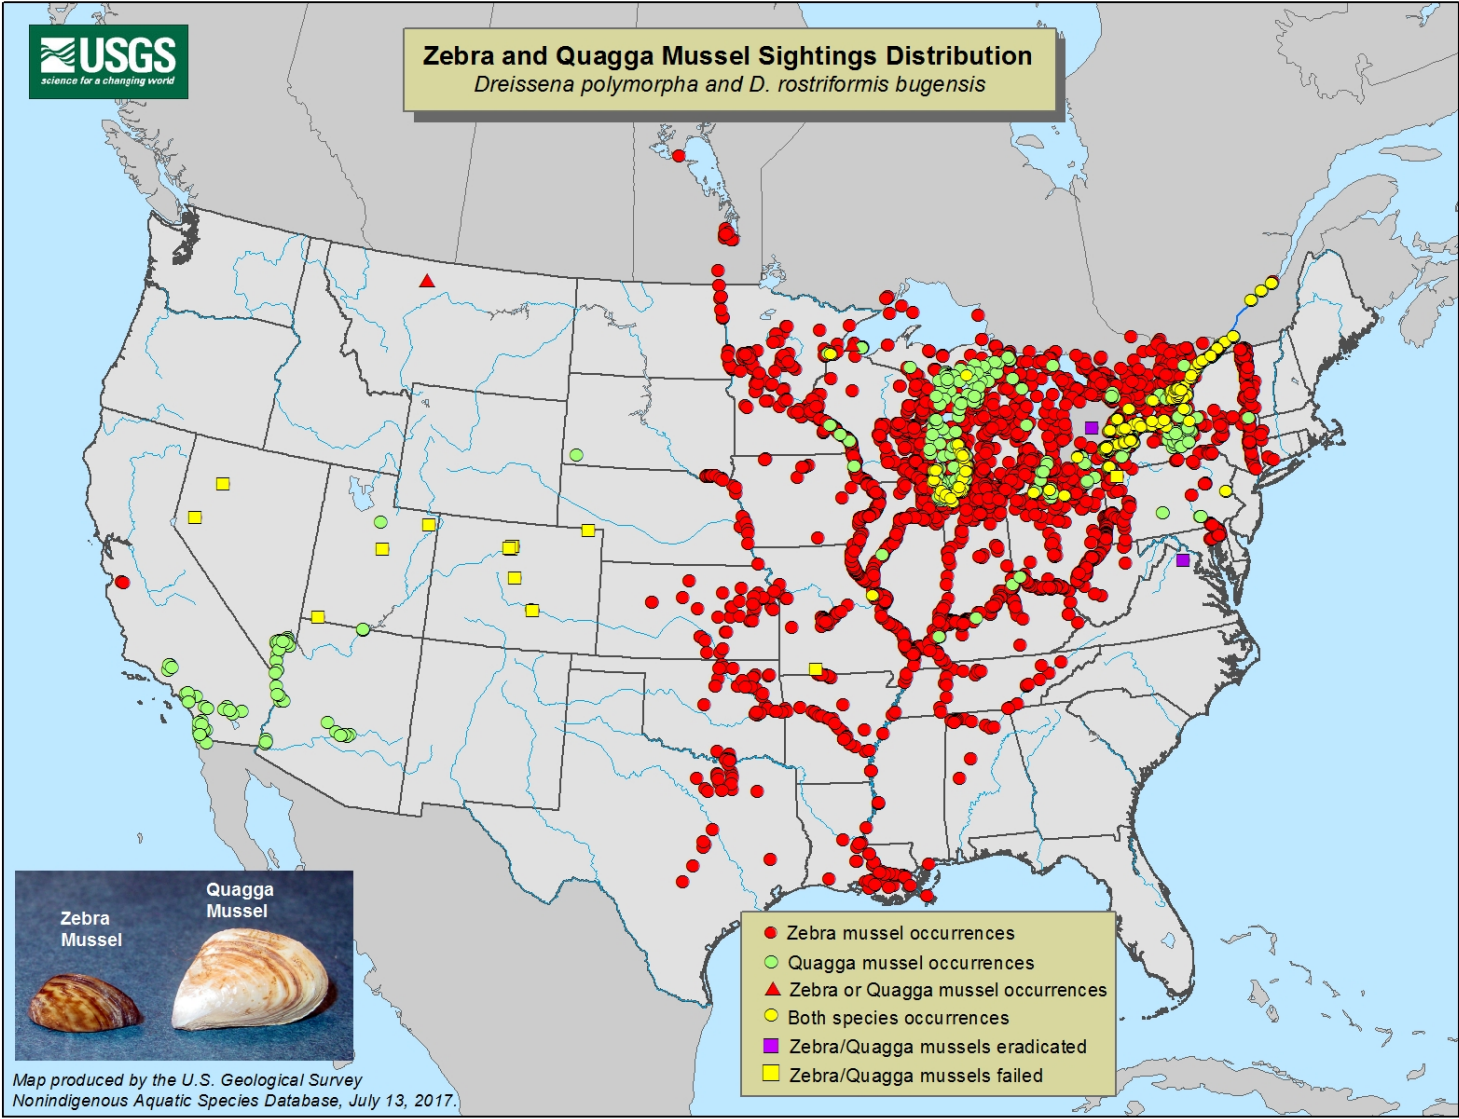 USGS
science for a changing world
Zebra and Quagga Mussel Sightings Distribution
Dreissena polymorpha and D. rostriformis bugensis
Quagga
Mussel
Zebra
Mussel
Zebra mussel occurrences
Quagga mussel occurrences
Zebra or Quagga mussel occurrences
Both species occurrences
Zebra/Quagga mussels eradicated
Zebra/Quagga mussels failed
Map produced by the U.S. Geological Survey
Nonindigenous Aquatic Species Database, July 13, 2017.